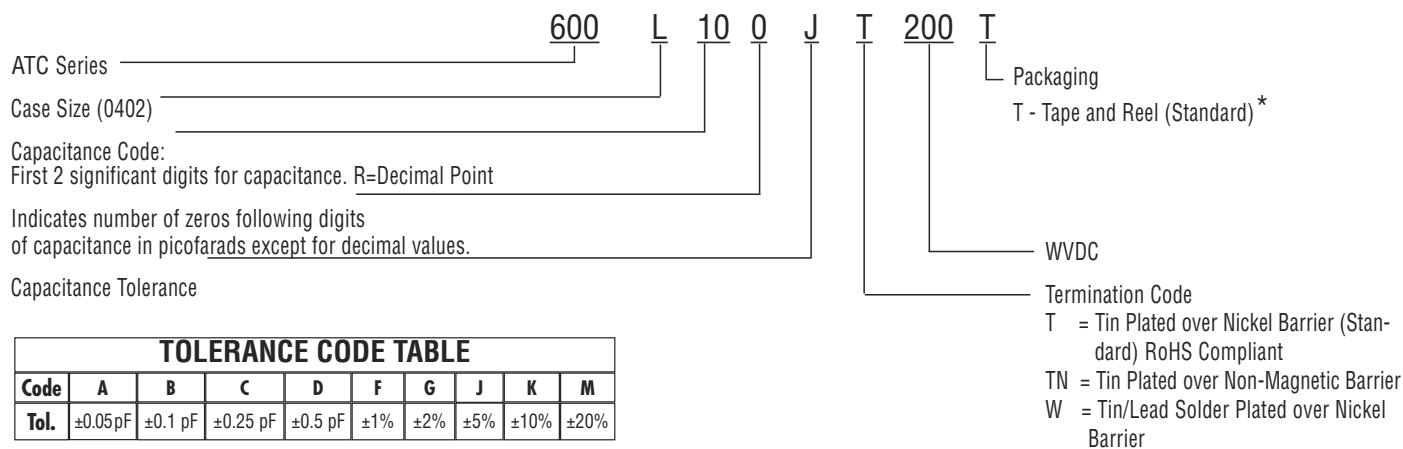 600 L 10 0 J T 200 T
ATC Series
Case Size (0402)
Capacitance Code:
First 2 significant digits for capacitance. R=Decimal Point
Indicates number of zeros following digits
of capacitance in picofarads except for decimal values.
Capacitance Tolerance
Packaging
T - Tape and Reel (Standard)*
WVDC
Termination Code
T = Tin Plated over Nickel Barrier (Stan-
dard) RoHS Compliant
TN = Tin Plated over Non-Magnetic Barrier
W = Tin/Lead Solder Plated over Nickel
Barrier
TOLERANCE CODE TABLE
Code A B C D F G J K M
Tol. ±0.05 pF ±0.1 pF ±0.25 pF ±0.5 pF ±1% ±2% ±5% ±10% ±20%